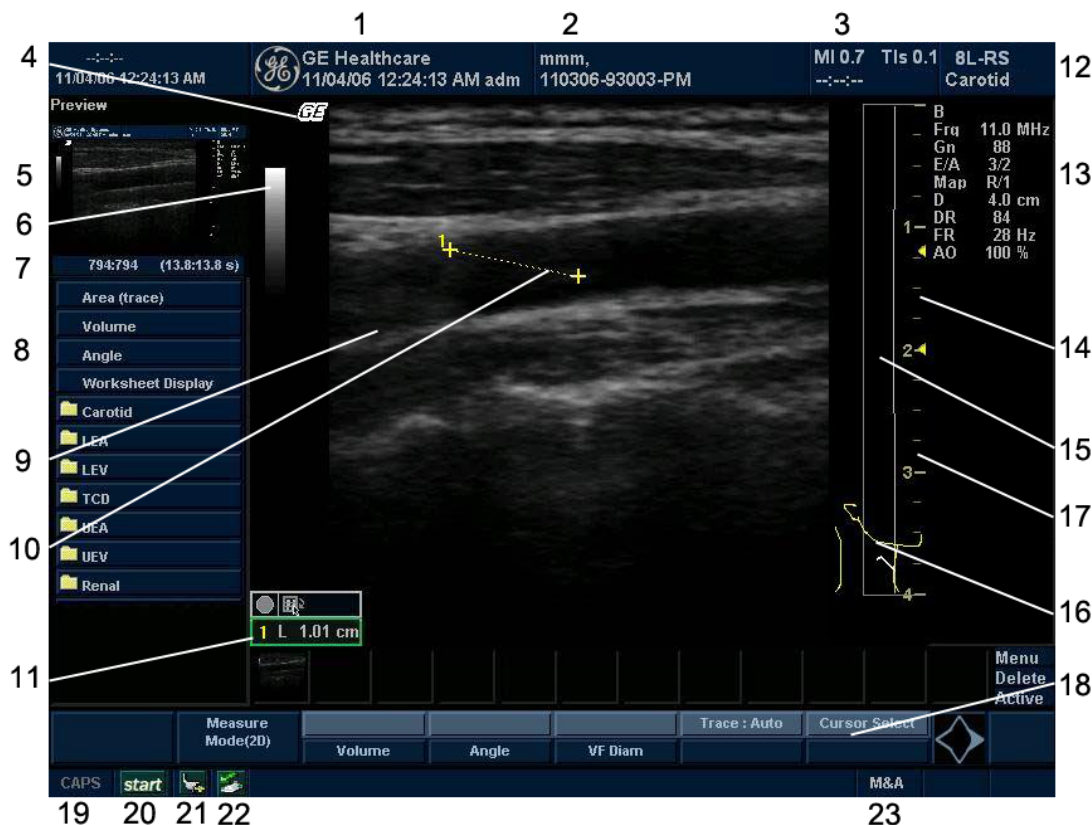 1 2 3
4
--:--:--
11/04/06 12:24:13 AM
GE Healthcare
11/04/06 12:24:13 AM adm
mmm,
110306-93003-PM
MI 0.7 TIs 0.1
--:--:--
8L-RS
Carotid
12
Preview
GE
B
Frq 11.0 MHz
Gn 88
E/A 3/2
Map R/1
D 4.0 cm
DR 84
FR 28 Hz
AO 100 %
13
5
6
7
1
1
794:794 (13.8:13.8 s)
Area (trace)
Volume
Angle
Worksheet Display
Carotid
LEA
LEV
TCD
UEA
UEV
Renal
8
9
10
14
2
15
3
17
4
16
1 L 1.01 cm
11
Menu
Delete
Active
18
Measure
Mode(2D)
Trace : Auto
Cursor Select
Volume
Angle
VF Diam
CAPS
start
M&A
19 20 21 22 23